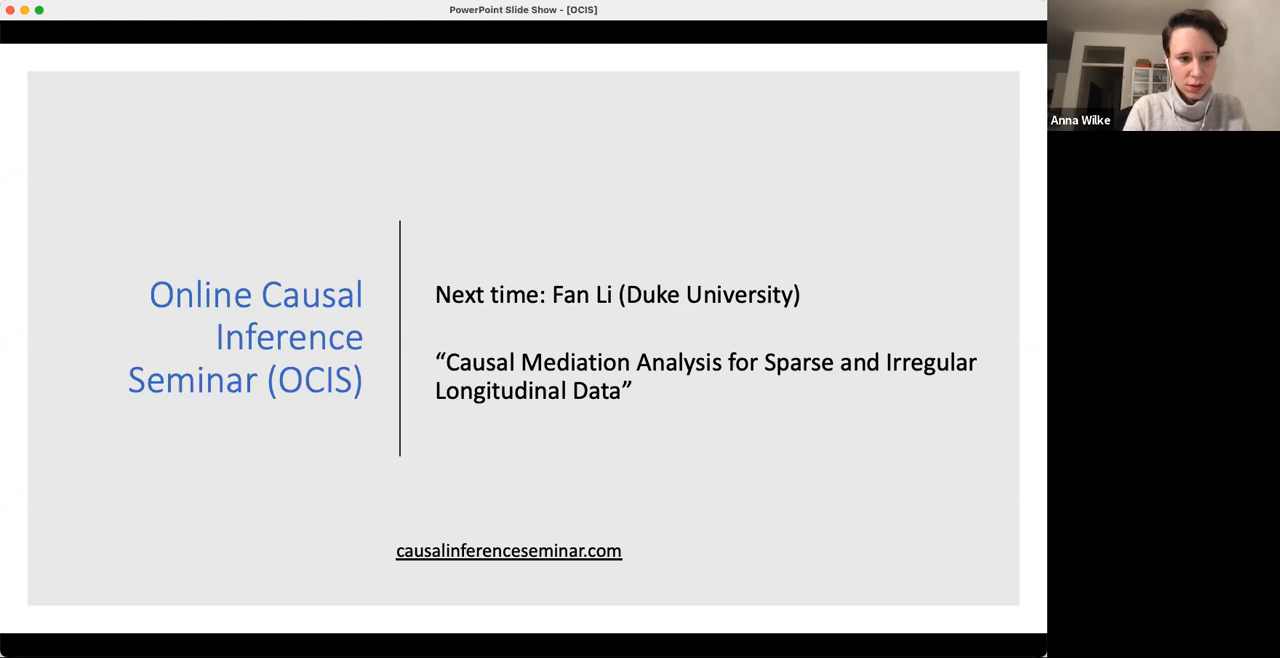 PowerPoint Slide Show - [OCIS]
Anna Wilke
Online Causal
Inference
Seminar (OCIS)
Next time: Fan Li (Duke University)
“Causal Mediation Analysis for Sparse and Irregular
Longitudinal Data”
causalinferenceseminar.com